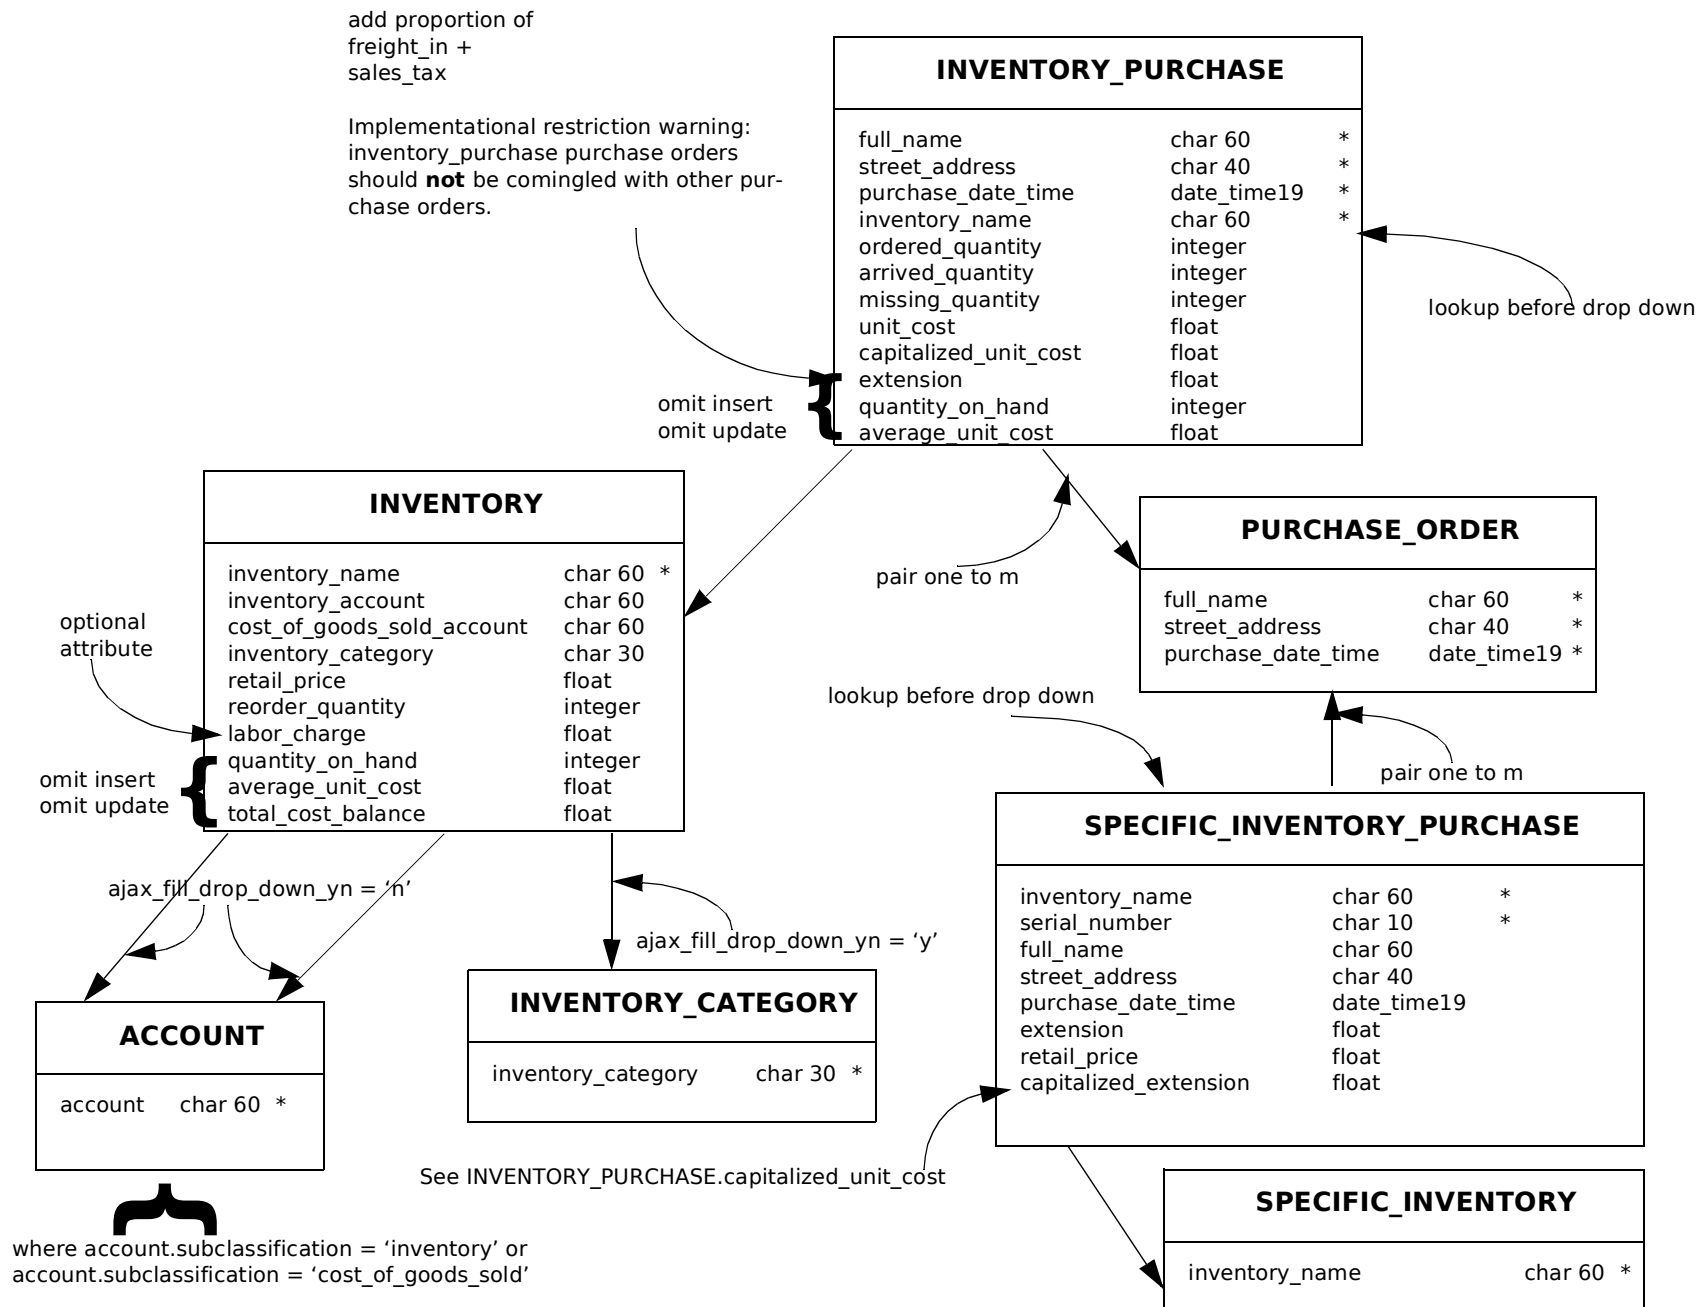 add proportion of
freight_in +
sales_tax
Implementational restriction warning:
inventory_purchase purchase orders
should not be comingled with other pur-
chase orders.
INVENTORY_PURCHASE
full_name char 60 *
street_address char 40 *
purchase_date_time date_time19 *
inventory_name char 60 *
ordered_quantity integer
arrived_quantity integer
missing_quantity integer
unit_cost float
capitalized_unit_cost float
extension float
quantity_on_hand integer
average_unit_cost float
lookup before drop down
omit insert
omit update
{
INVENTORY
inventory_name char 60 *
inventory_account char 60
cost_of_goods_sold_account char 60
inventory_category char 30
retail_price float
reorder_quantity integer
labor_charge float
quantity_on_hand integer
average_unit_cost float
total_cost_balance float
optional
attribute
omit insert
omit update
{
pair one to m
PURCHASE_ORDER
full_name char 60 *
street_address char 40 *
purchase_date_time date_time19 *
lookup before drop down
pair one to m
SPECIFIC_INVENTORY_PURCHASE
inventory_name char 60 *
serial_number char 10 *
full_name char 60
street_address char 40
purchase_date_time date_time19
extension float
retail_price float
capitalized_extension float
ajax_fill_drop_down_yn = ‘n’
ajax_fill_drop_down_yn = ‘y’
ACCOUNT
account char 60 *
INVENTORY_CATEGORY
inventory_category char 30 *
See INVENTORY_PURCHASE.capitalized_unit_cost
{
where account.subclassification = ‘inventory’ or
account.subclassification = ‘cost_of_goods_sold’
SPECIFIC_INVENTORY
inventory_name char 60 *